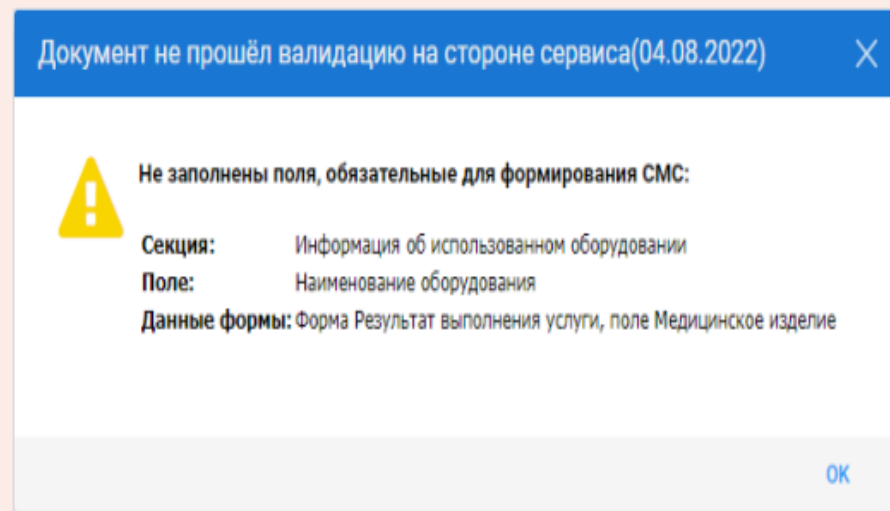 Документ не прошёл валидацию на стороне сервиса(04.08.2022)
Не заполнены поля, обязательные для формирования СМС:
Секция: Информация об использованном оборудовании
Поле: Наименование оборудования
Данные формы: Форма Результат выполнения услуги, поле Медицинское изделие
ОК